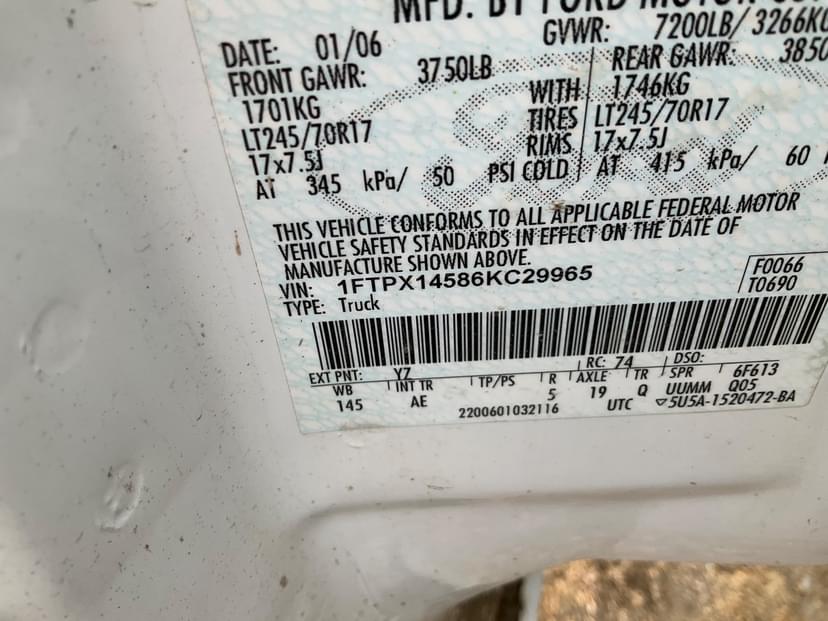 MFD. BY FORD MOTOR CO.
GVWR: 7200LB/ 3266KG
DATE: 01/06
FRONT GAWR: 3750LB
REAR GAWR: 3850
1701KG
WITH 1746KG
LT245/70R17
TIRES LT245/70R17
17x7.5J
RIMS 17x7.5J
AT 345 kPa/ 50 PSI COLD AT 415 kPa/ 60
THIS VEHICLE CONFORMS TO ALL APPLICABLE FEDERAL MOTOR
VEHICLE SAFETY STANDARDS IN EFFECT ON THE DATE OF
MANUFACTURE SHOWN ABOVE.
VIN: 1FTPX14586KC29965
F0066
TYPE: Truck
T0690
EXT PNT: YZ RC: 74 DSO:
WB INT TR TP/PS R AXLE TR SPR 6F613
145 AE 5 19 Q UUMM Q05
2200601032116 UTC ▽5U5A-1520472-BA